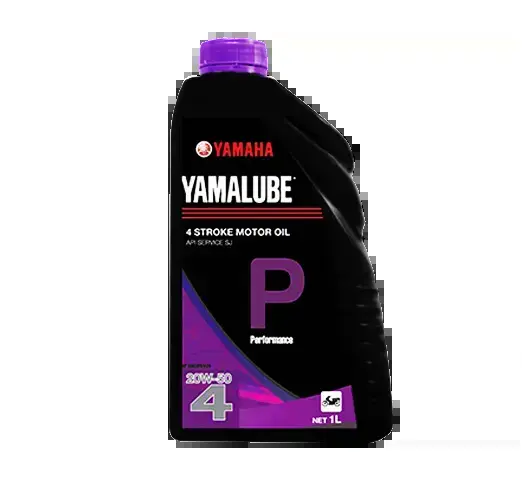 YAMAHA
YAMALUBE
4 STROKE MOTOR OIL
API SERVICE SJ
P
Performance
20W-50
4
NET 1L